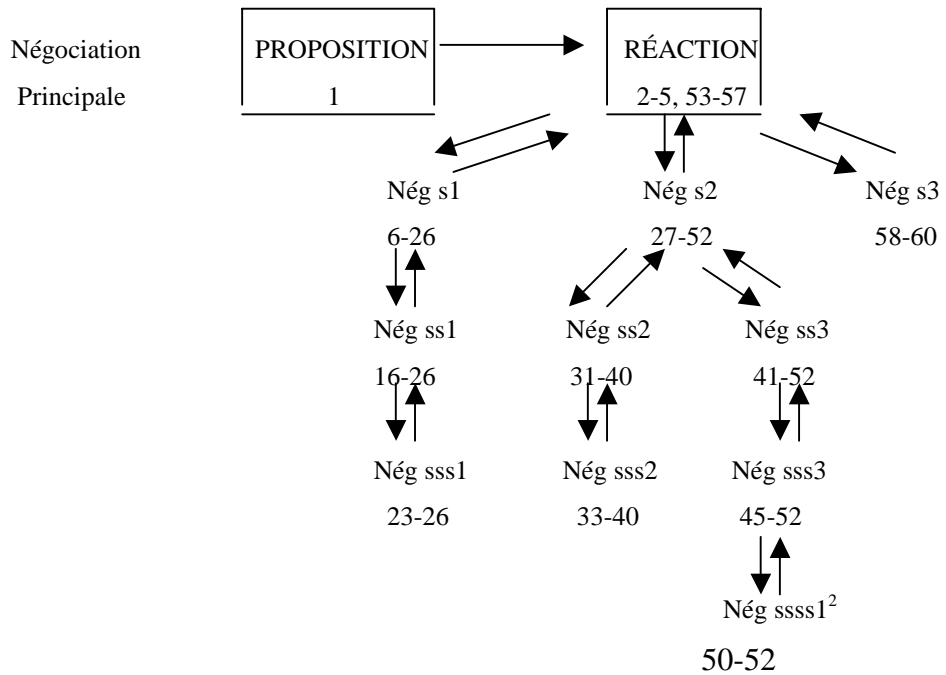 Négociation PROPOSITION RÉACTION
Principale 1 2-5, 53-57
Nég s1 Nég s2 Nég s3
6-26 27-52 58-60
Nég ss1 Nég ss2 Nég ss3
16-26 31-40 41-52
Nég sss1 Nég sss2 Nég sss3
23-26 33-40 45-52
Nég ssss1²
50-52